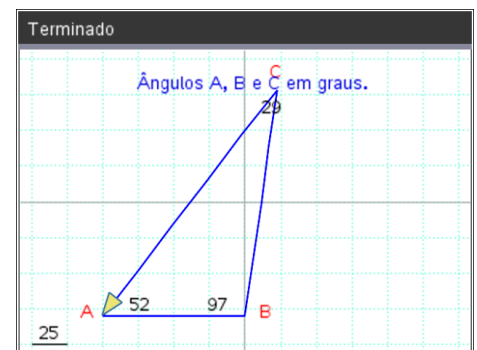 Terminado
C
Ângulos A, B e C em graus.
29
A 52 97 B
25